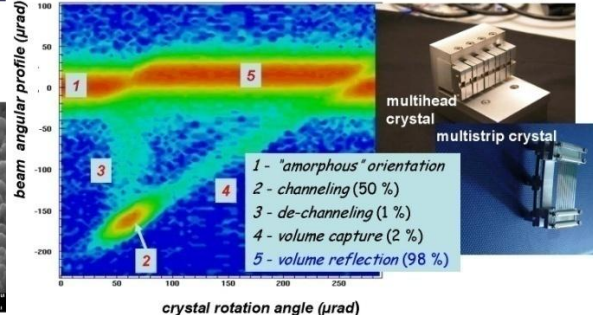 beam angular profile (μrad)
100
50
0
-50
-100
-150
-200
1
5
3
4
2
multihead
crystal
multistrip crystal
1 - "amorphous" orientation
2 - channeling (50 %)
3 - de-channeling (1 %)
4 - volume capture (2 %)
5 - volume reflection (98 %)
0
50
100
150
200
250
crystal rotation angle (μrad)